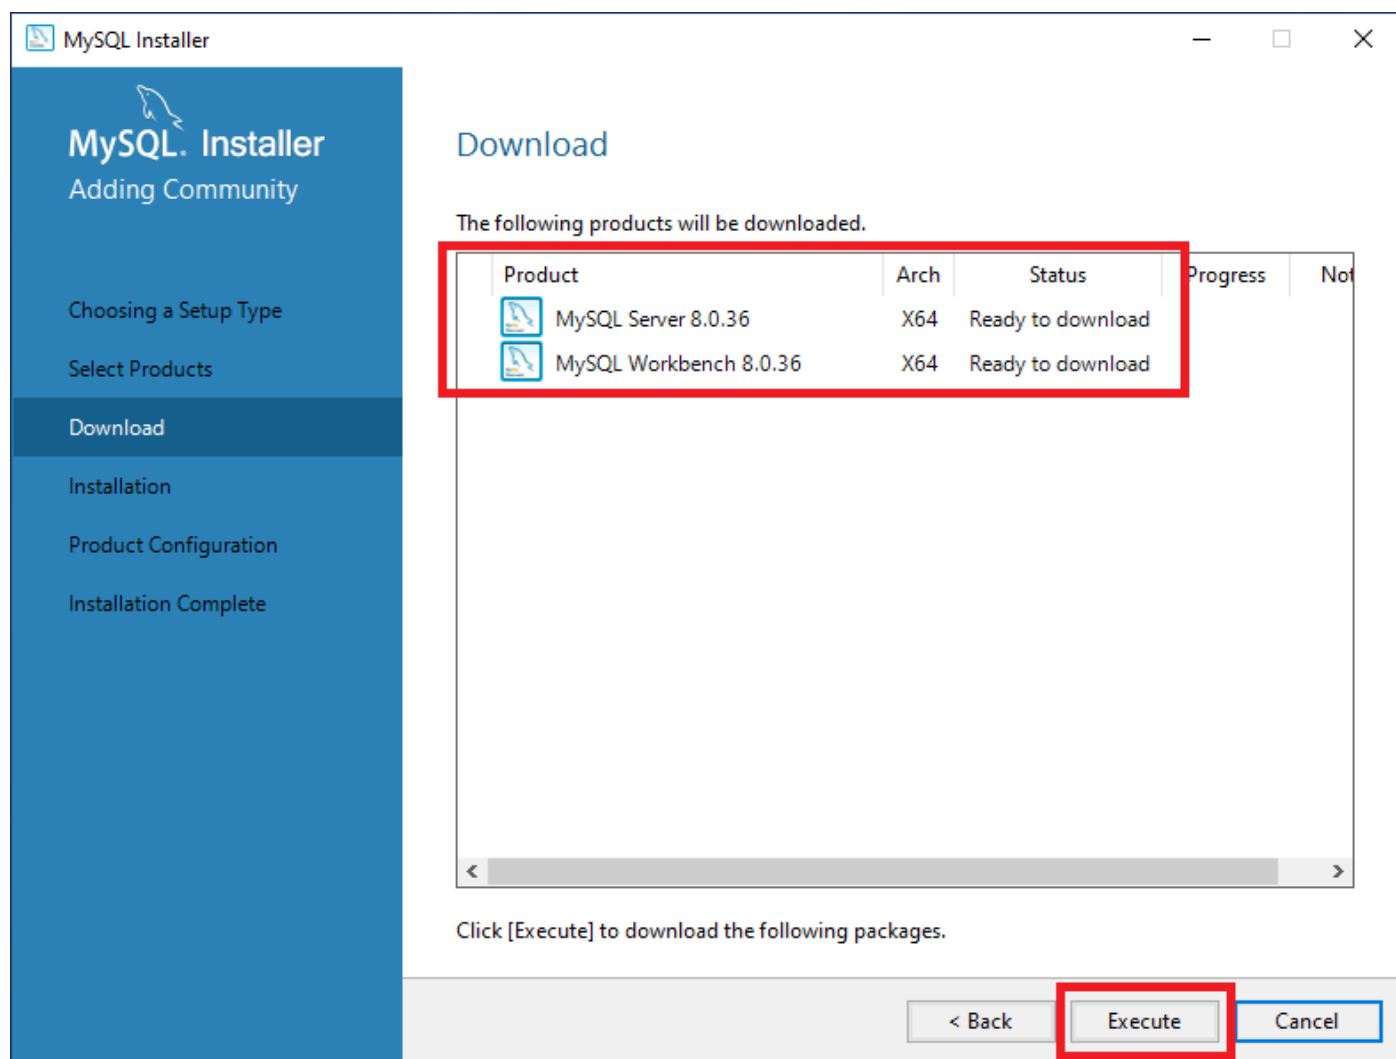 MySQL Installer
MySQL. Installer
Adding Community
Choosing a Setup Type
Select Products
Download
Installation
Product Configuration
Installation Complete
Download
The following products will be downloaded.
Product Arch Status Progress Not
MySQL Server 8.0.36 X64 Ready to download
MySQL Workbench 8.0.36 X64 Ready to download
Click [Execute] to download the following packages.
< Back Execute Cancel